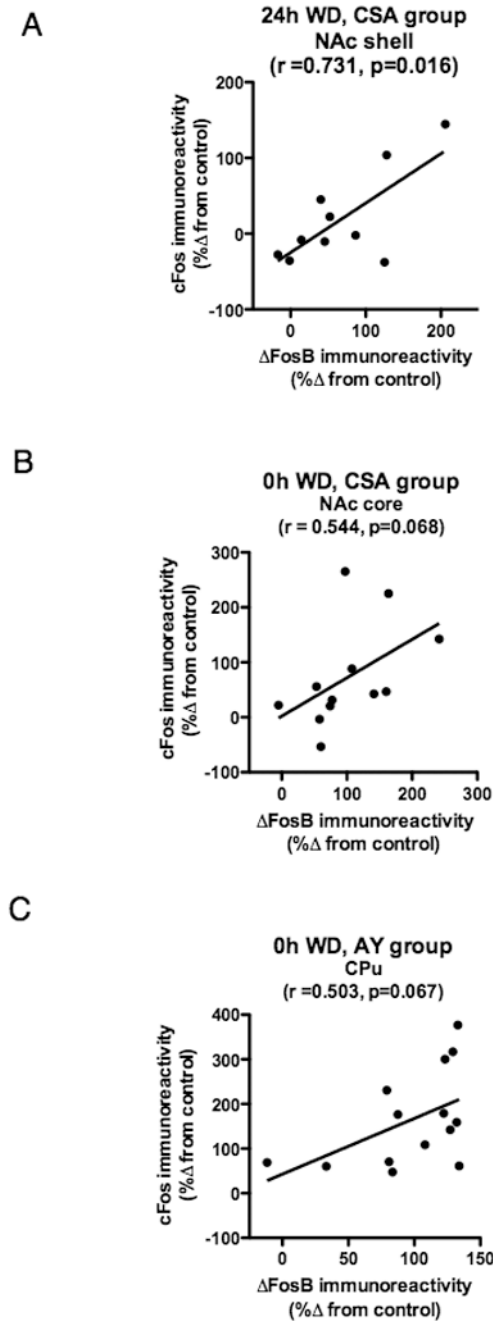 A
24h WD, CSA group
NAc shell
(r =0.731, p=0.016)
200
100
0
-100
cFos immunoreactivity
(%Δ from control)
0
100
200
ΔFosB immunoreactivity
(%Δ from control)
B
0h WD, CSA group
NAc core
(r = 0.544, p=0.068)
300
200
100
0
-100
cFos immunoreactivity
(%Δ from control)
0
100
200
300
ΔFosB immunoreactivity
(%Δ from control)
C
0h WD, AY group
CPu
(r =0.503, p=0.067)
400
300
200
100
0
-100
cFos immunoreactivity
(%Δ from control)
0
50
100
150
ΔFosB immunoreactivity
(%Δ from control)